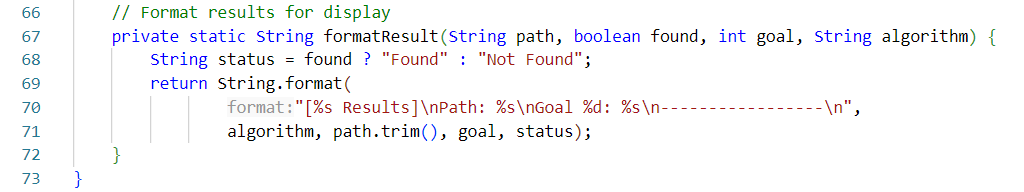 66 // Format results for display
67 private static String formatResult(String path, boolean found, int goal, String algorithm) {
68 String status = found ? "Found" : "Not Found";
69 return String.format(
70 format:"[%s Results]\nPath: %s\nGoal %d: %s\n-----------------\n",
71 algorithm, path.trim(), goal, status);
72 }
73 }